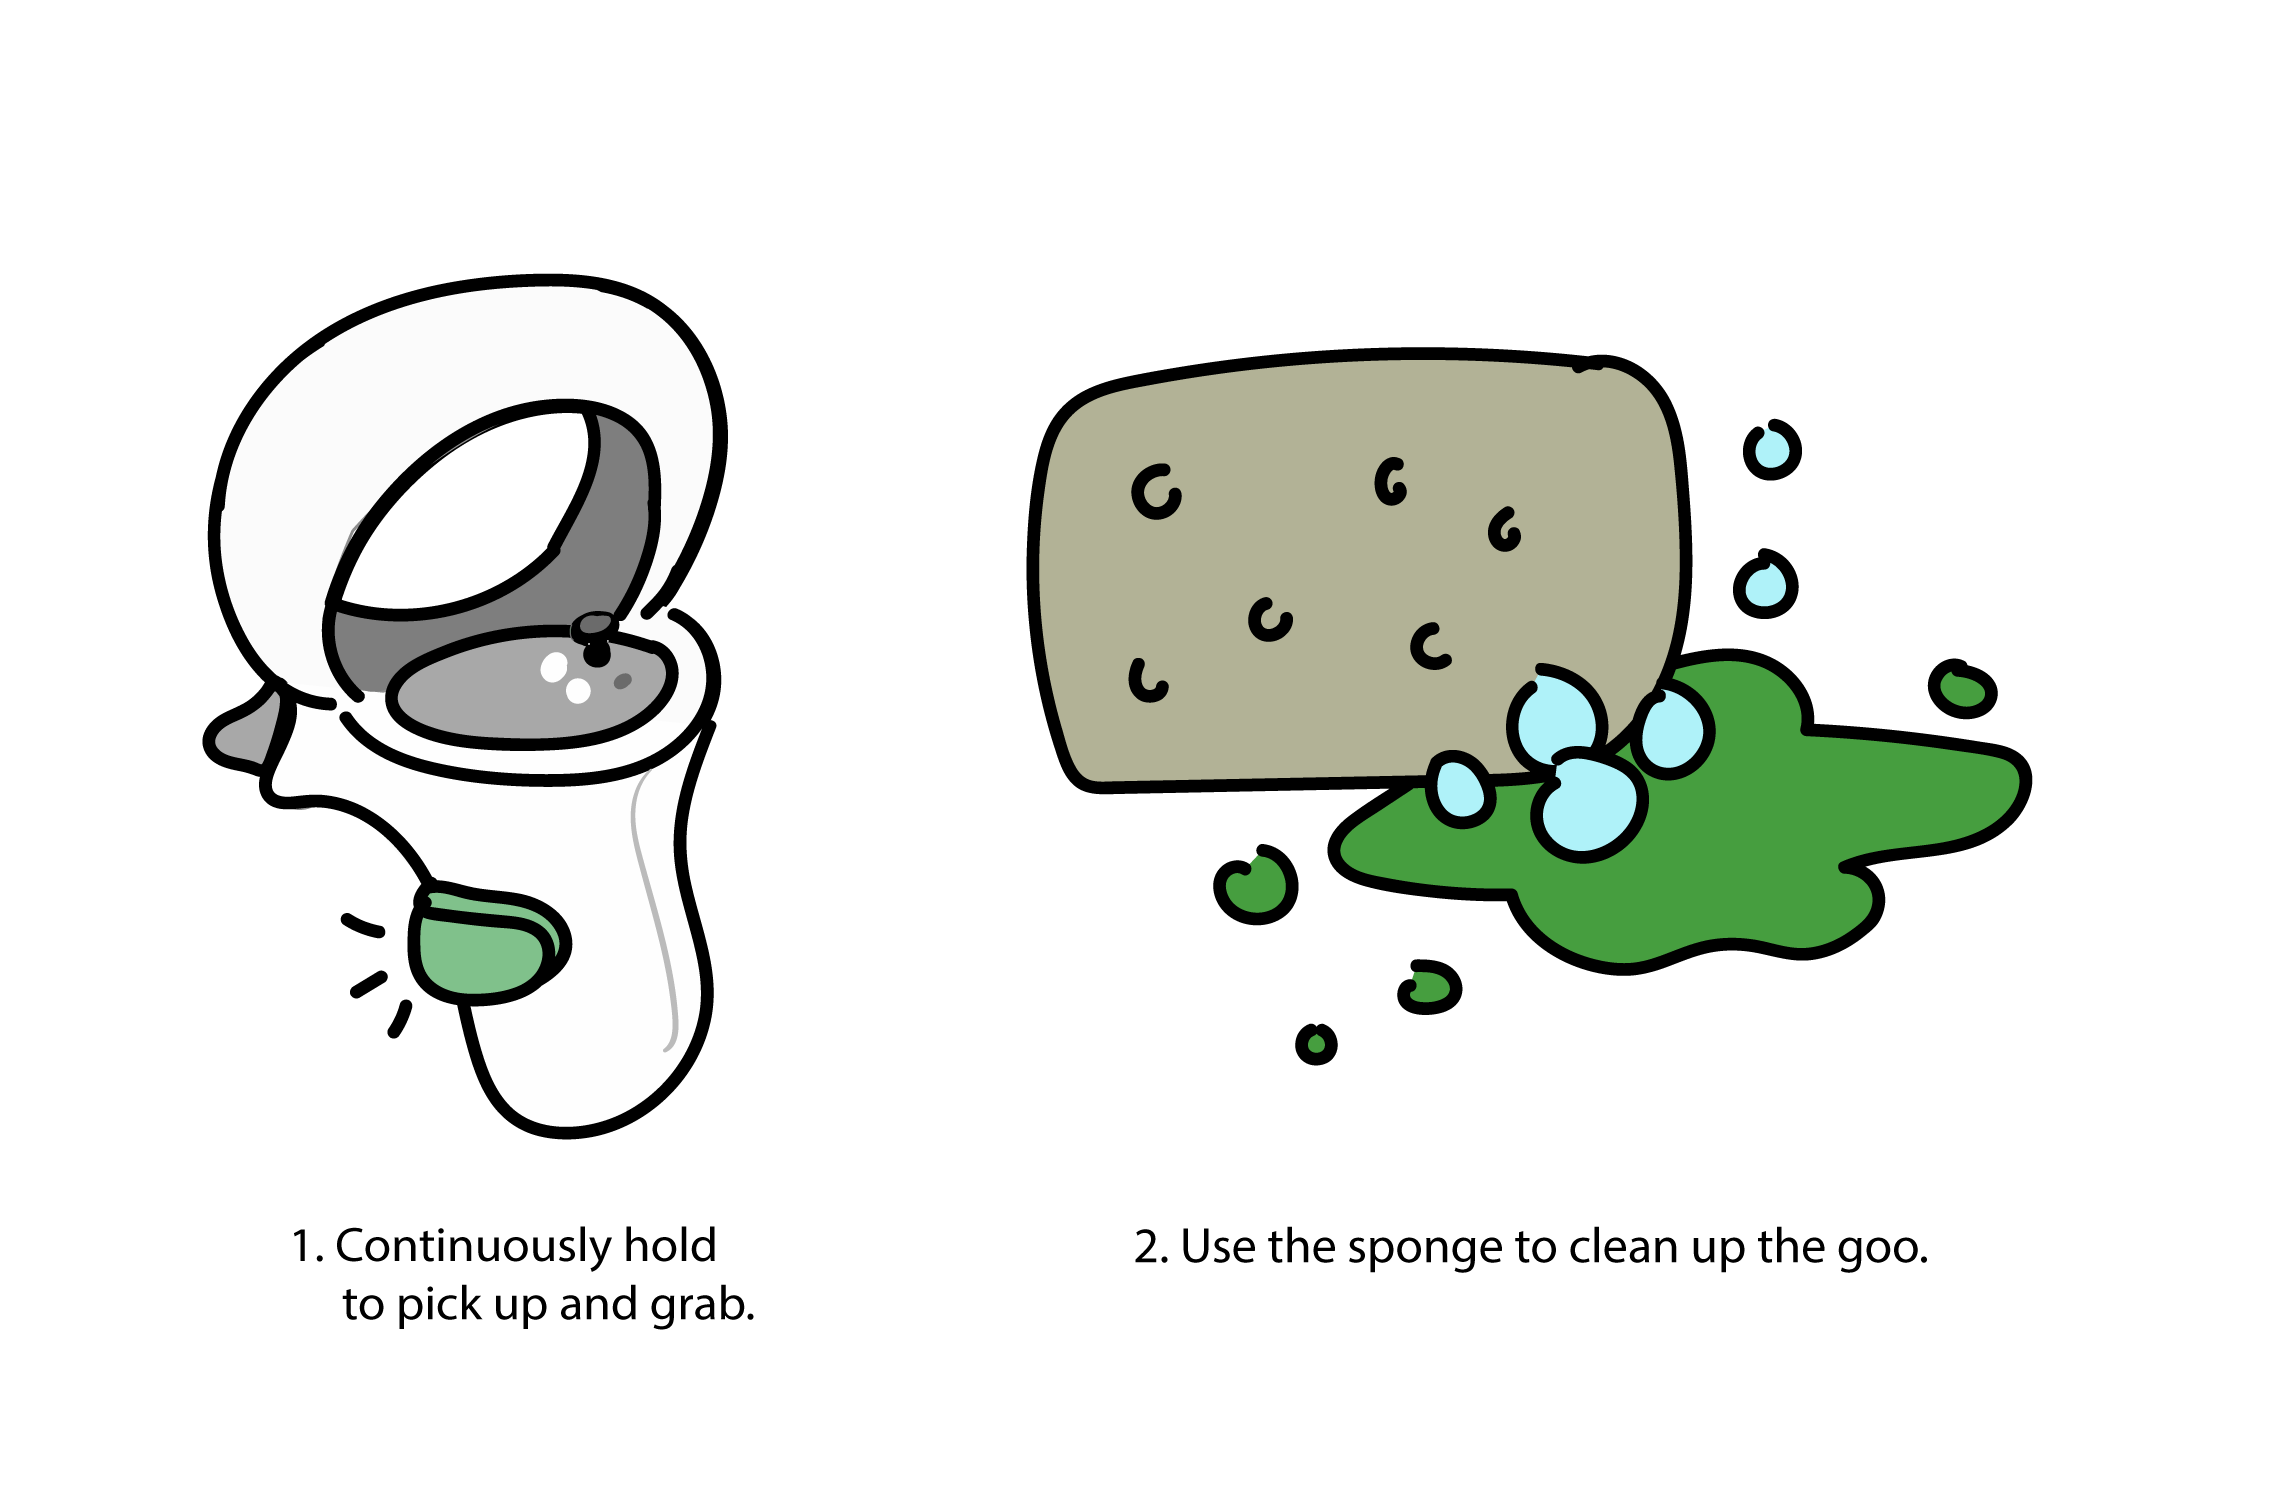 1. Continuously hold
to pick up and grab.
2. Use the sponge to clean up the goo.